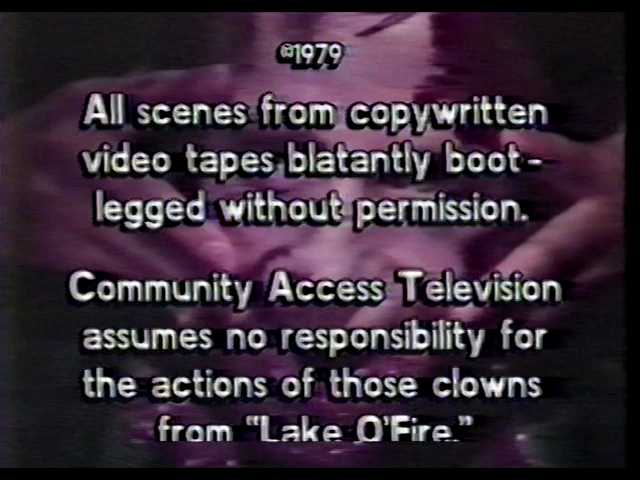 ©1979
All scenes from copywritten
video tapes blatantly boot-
legged without permission.
Community Access Television
assumes no responsibility for
the actions of those clowns
from "Lake O'Fire."